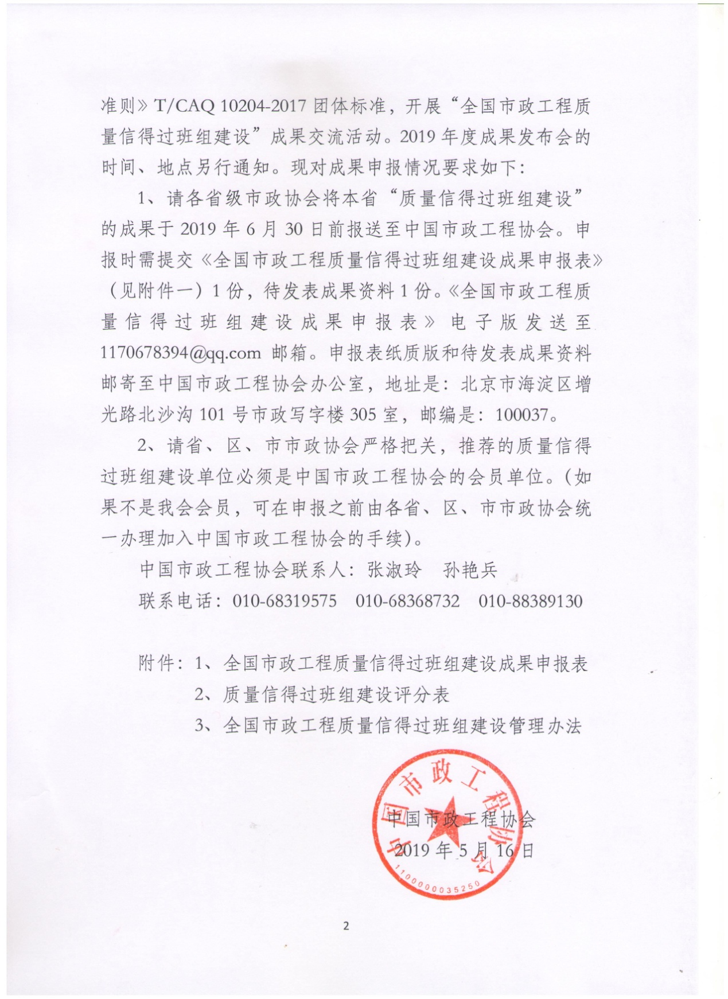 准则》T/CAQ 10204-2017 团体标准，开展“全国市政工程质
量信得过班组建设”成果交流活动。2019 年度成果发布会的
时间、地点另行通知。现对成果申报情况要求如下：
1、请各省级市政协会将本省“质量信得过班组建设”
的成果于 2019 年 6 月 30 日前报送至中国市政工程协会。申
报时需提交《全国市政工程质量信得过班组建设成果申报表》
（见附件一）1 份，待发表成果资料 1 份。《全国市政工程质
量信得过班组建设成果申报表》电子版发送至
1170678394@qq.com 邮箱。申报表纸质版和待发表成果资料
邮寄至中国市政工程协会办公室，地址是：北京市海淀区增
光路北沙沟 101 号市政写字楼 305 室，邮编是：100037。
2、请省、区、市市政协会严格把关，推荐的质量信得
过班组建设单位必须是中国市政工程协会的会员单位。（如
果不是我会会员，可在申报之前由各省、区、市市政协会统
一办理加入中国市政工程协会的手续）。
中国市政工程协会联系人：张淑玲 孙艳兵
联系电话：010-68319575 010-68368732 010-88389130
附件：1、全国市政工程质量信得过班组建设成果申报表
2、质量信得过班组建设评分表
3、全国市政工程质量信得过班组建设管理办法
中国市政工程协会
中国市政工程协会
2019 年 5 月 16 日
1100000035250
2